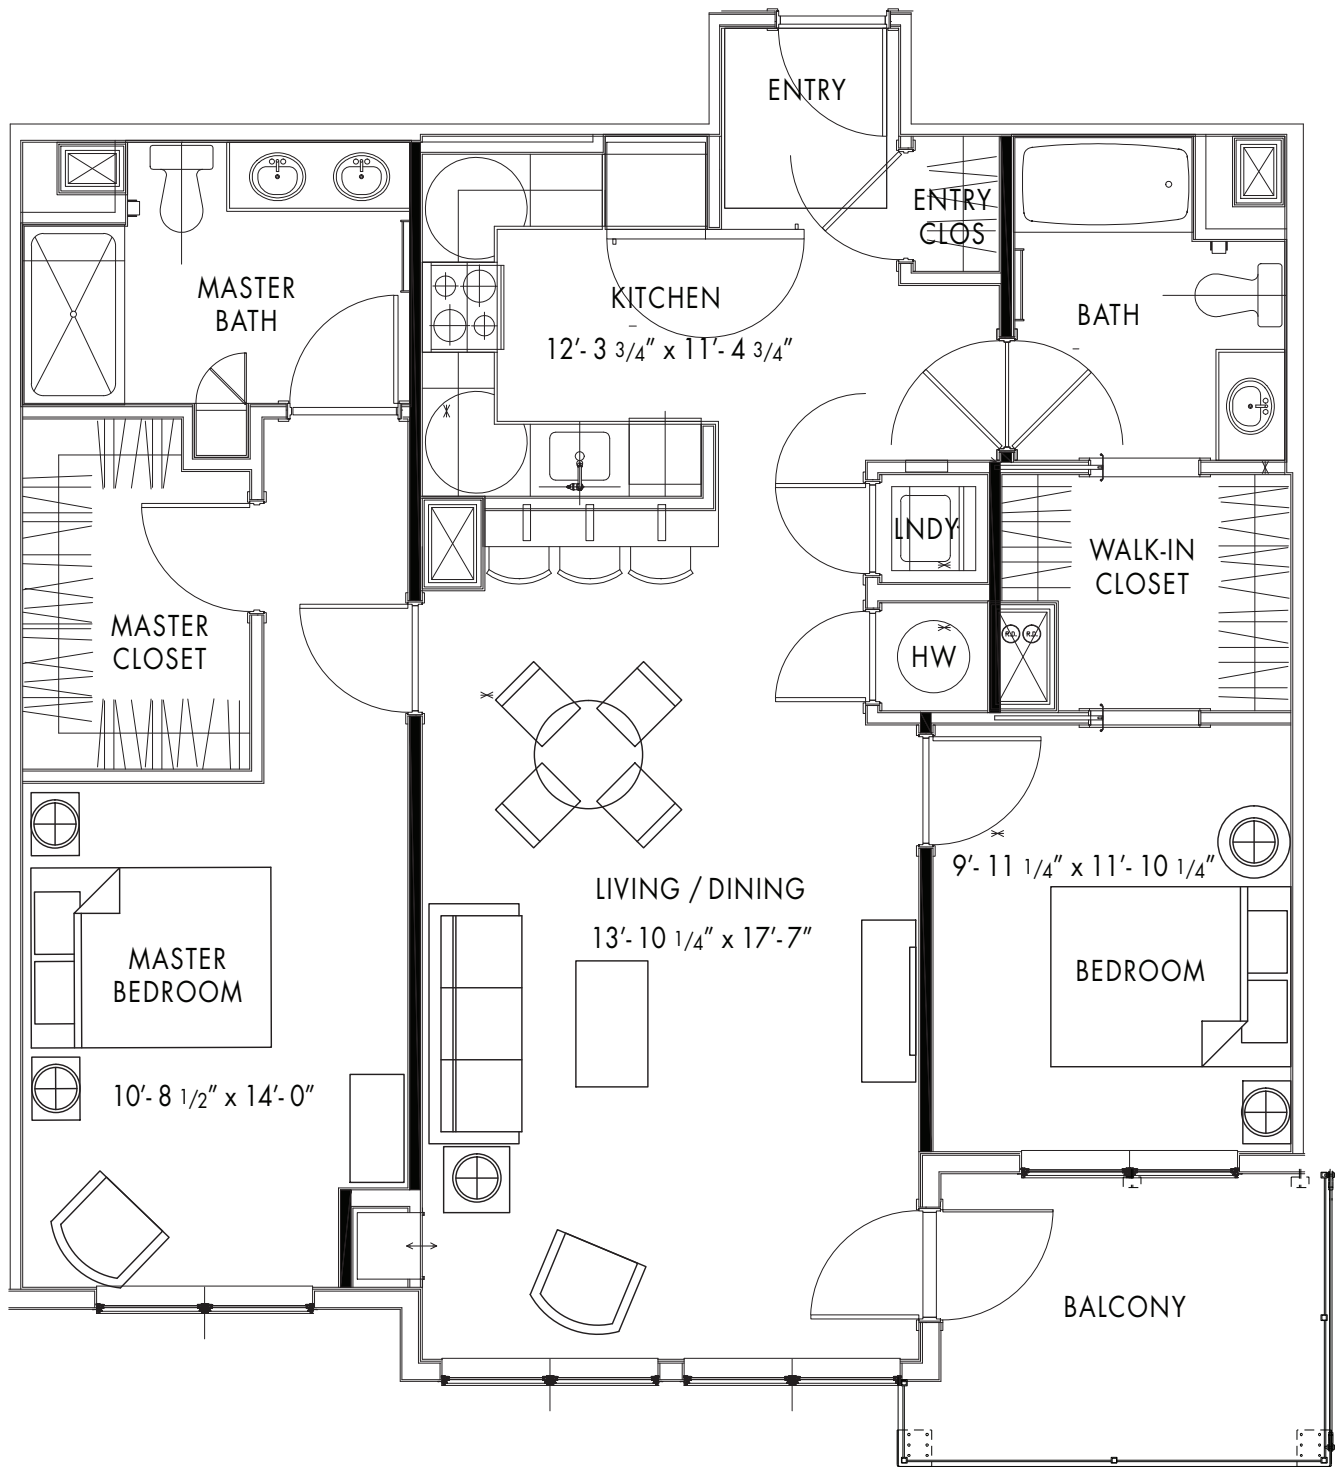 ENTRY
ENTRY
CLOS
MASTER
BATH
KITCHEN
12'- 3 3/4" x 11'- 4 3/4"
BATH
LNDY
WALK-IN
CLOSET
MASTER
CLOSET
R.D. R.D.
HW
9'- 11 1/4" x 11'- 10 1/4"
LIVING / DINING
13'- 10 1/4" x 17'- 7"
MASTER
BEDROOM
BEDROOM
10'- 8 1/2" x 14'- 0"
BALCONY